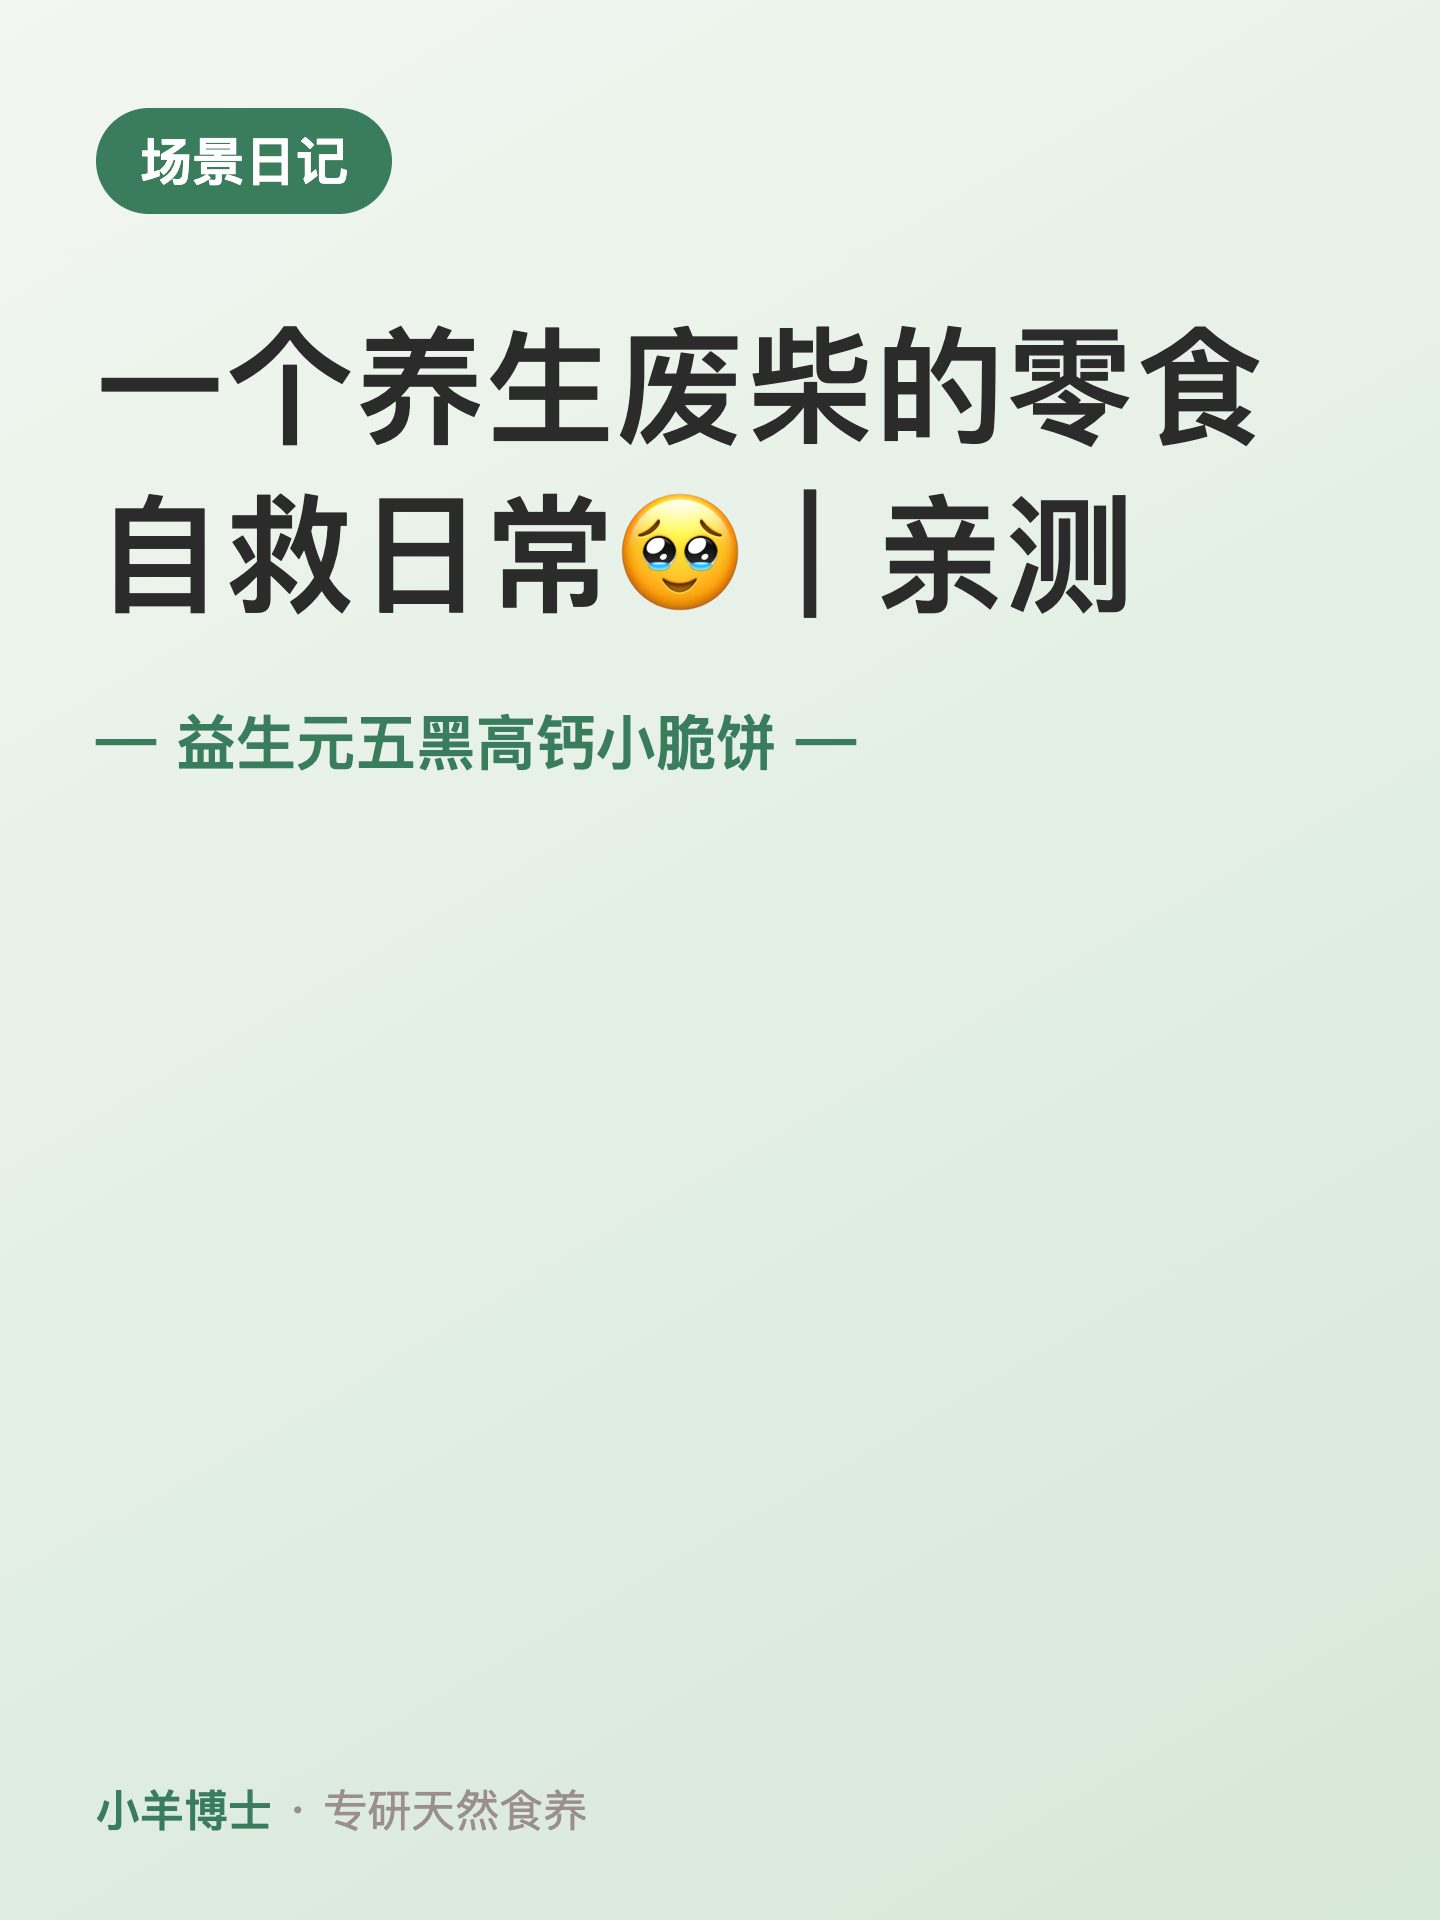 场景日记
一个养生废柴的零食
自救日常🥹｜亲测
— 益生元五黑高钙小脆饼 —
小羊博士 · 专研天然食养